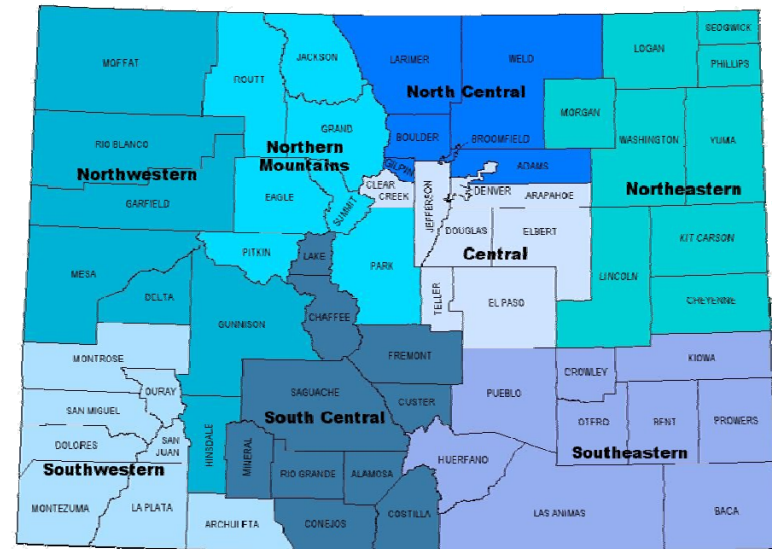 SEDGWICK
LOGAN
PHILLIPS
JACKSON
LARIMER
WELD
MOFFAT
ROUTT
North Central
MORGAN
WASHINGTON
YUMA
RIO BLANCO
GRAND
BOULDER
BROOMFIELD
Northern
Mountains
Northwestern
GILPIN
ADAMS
CLEAR
CREEK
JEFFERSON
DENVER
ARAPAHOE
Northeastern
GARFIELD
EAGLE
SUMMIT
DOUGLAS
ELBERT
Central
KIT CARSON
PITKIN
LAKE
PARK
LINCOLN
MESA
DELTA
TELLER
EL PASO
CHEYENNE
GUNNISON
CHAFFEE
MONTROSE
FREMONT
KIOWA
CROWLEY
PUEBLO
OURAY
SAGUACHE
CUSTER
SAN MIGUEL
OTERO
BENT
PROWERS
South Central
DOLORES
SAN
JUAN
HINSDALE
MINERAL
Southwestern
RIO GRANDE
ALAMOSA
HUERFANO
Southeastern
MONTEZUMA
LA PLATA
ARCHULETA
CONEJOS
COSTILLA
LAS ANIMAS
BACA